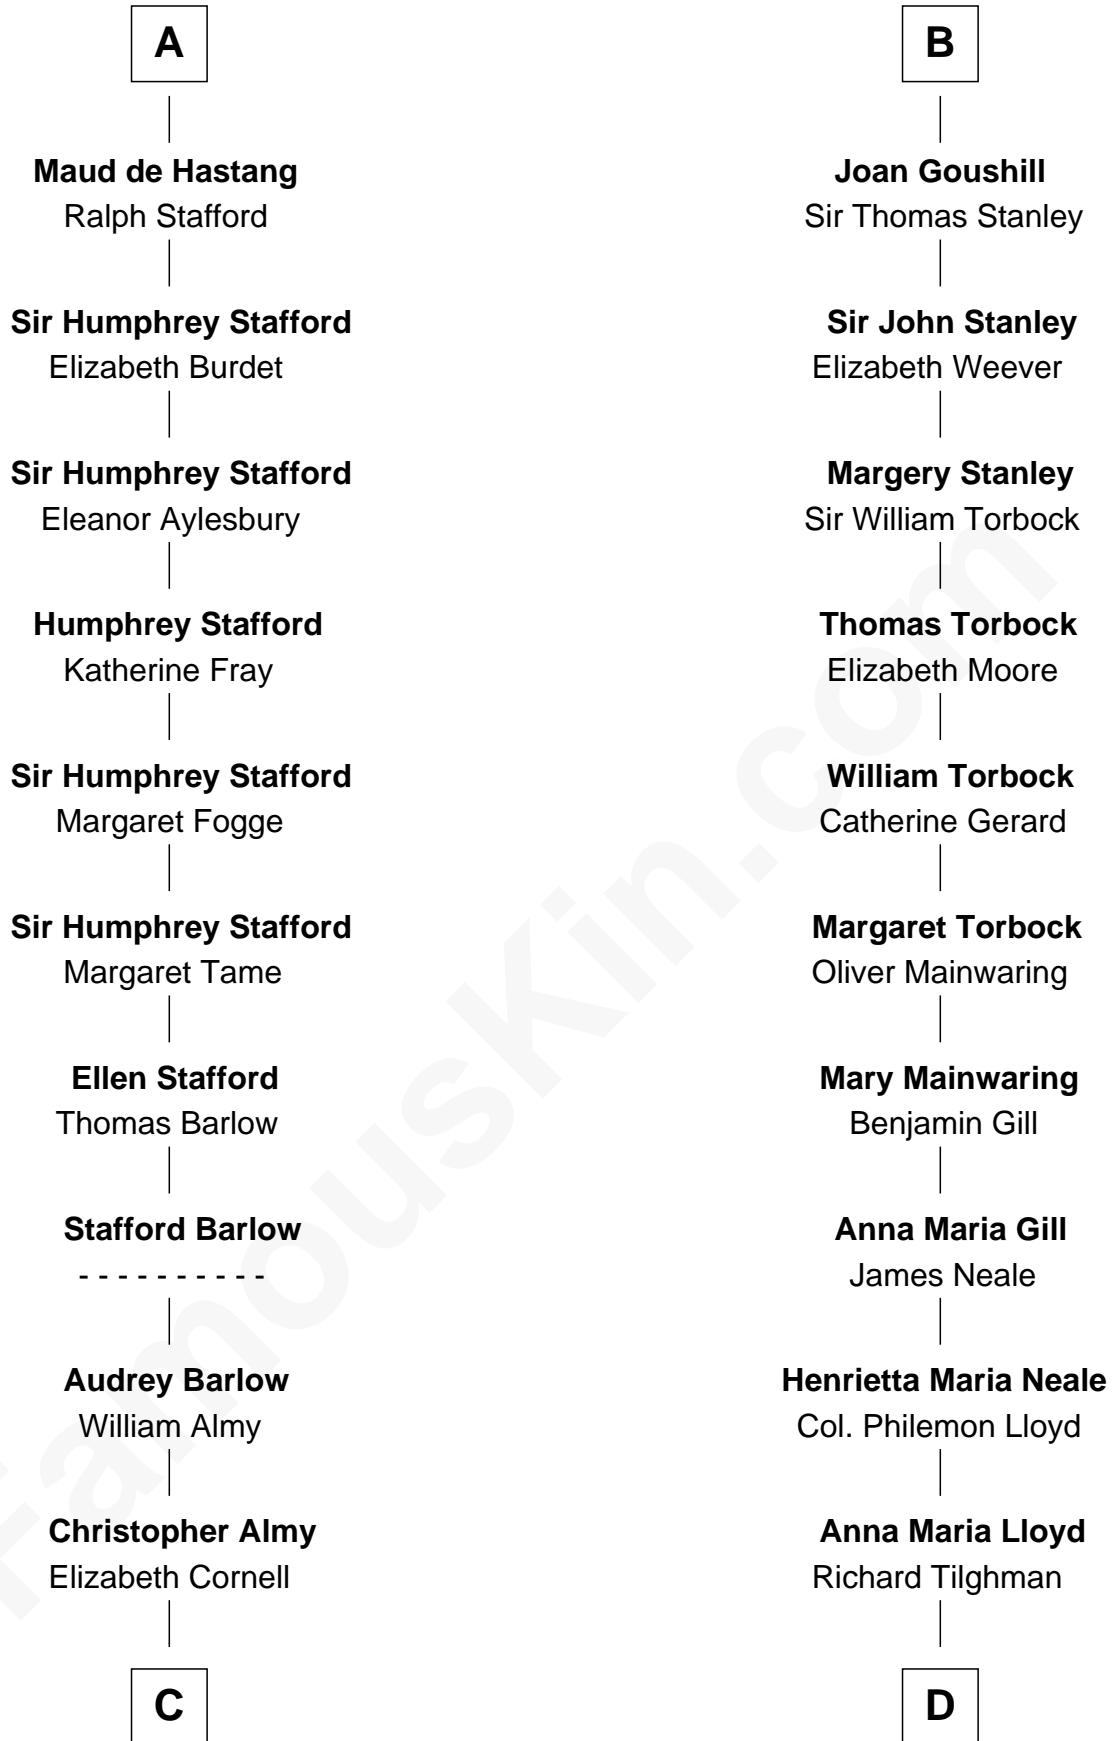 A
Maud de Hastang
Ralph Stafford
Sir Humphrey Stafford
Elizabeth Burdet
Sir Humphrey Stafford
Eleanor Aylesbury
Humphrey Stafford
Katherine Fray
Sir Humphrey Stafford
Margaret Fogge
Sir Humphrey Stafford
Margaret Tame
Ellen Stafford
Thomas Barlow
Stafford Barlow
- - - - - - - - - -
Audrey Barlow
William Almy
Christopher Almy
Elizabeth Cornell
C
B
Joan Goushill
Sir Thomas Stanley
Sir John Stanley
Elizabeth Weever
Margery Stanley
Sir William Torbock
Thomas Torbock
Elizabeth Moore
William Torbock
Catherine Gerard
Margaret Torbock
Oliver Mainwaring
Mary Mainwaring
Benjamin Gill
Anna Maria Gill
James Neale
Henrietta Maria Neale
Col. Philemon Lloyd
Anna Maria Lloyd
Richard Tilghman
D
FamousKin.com